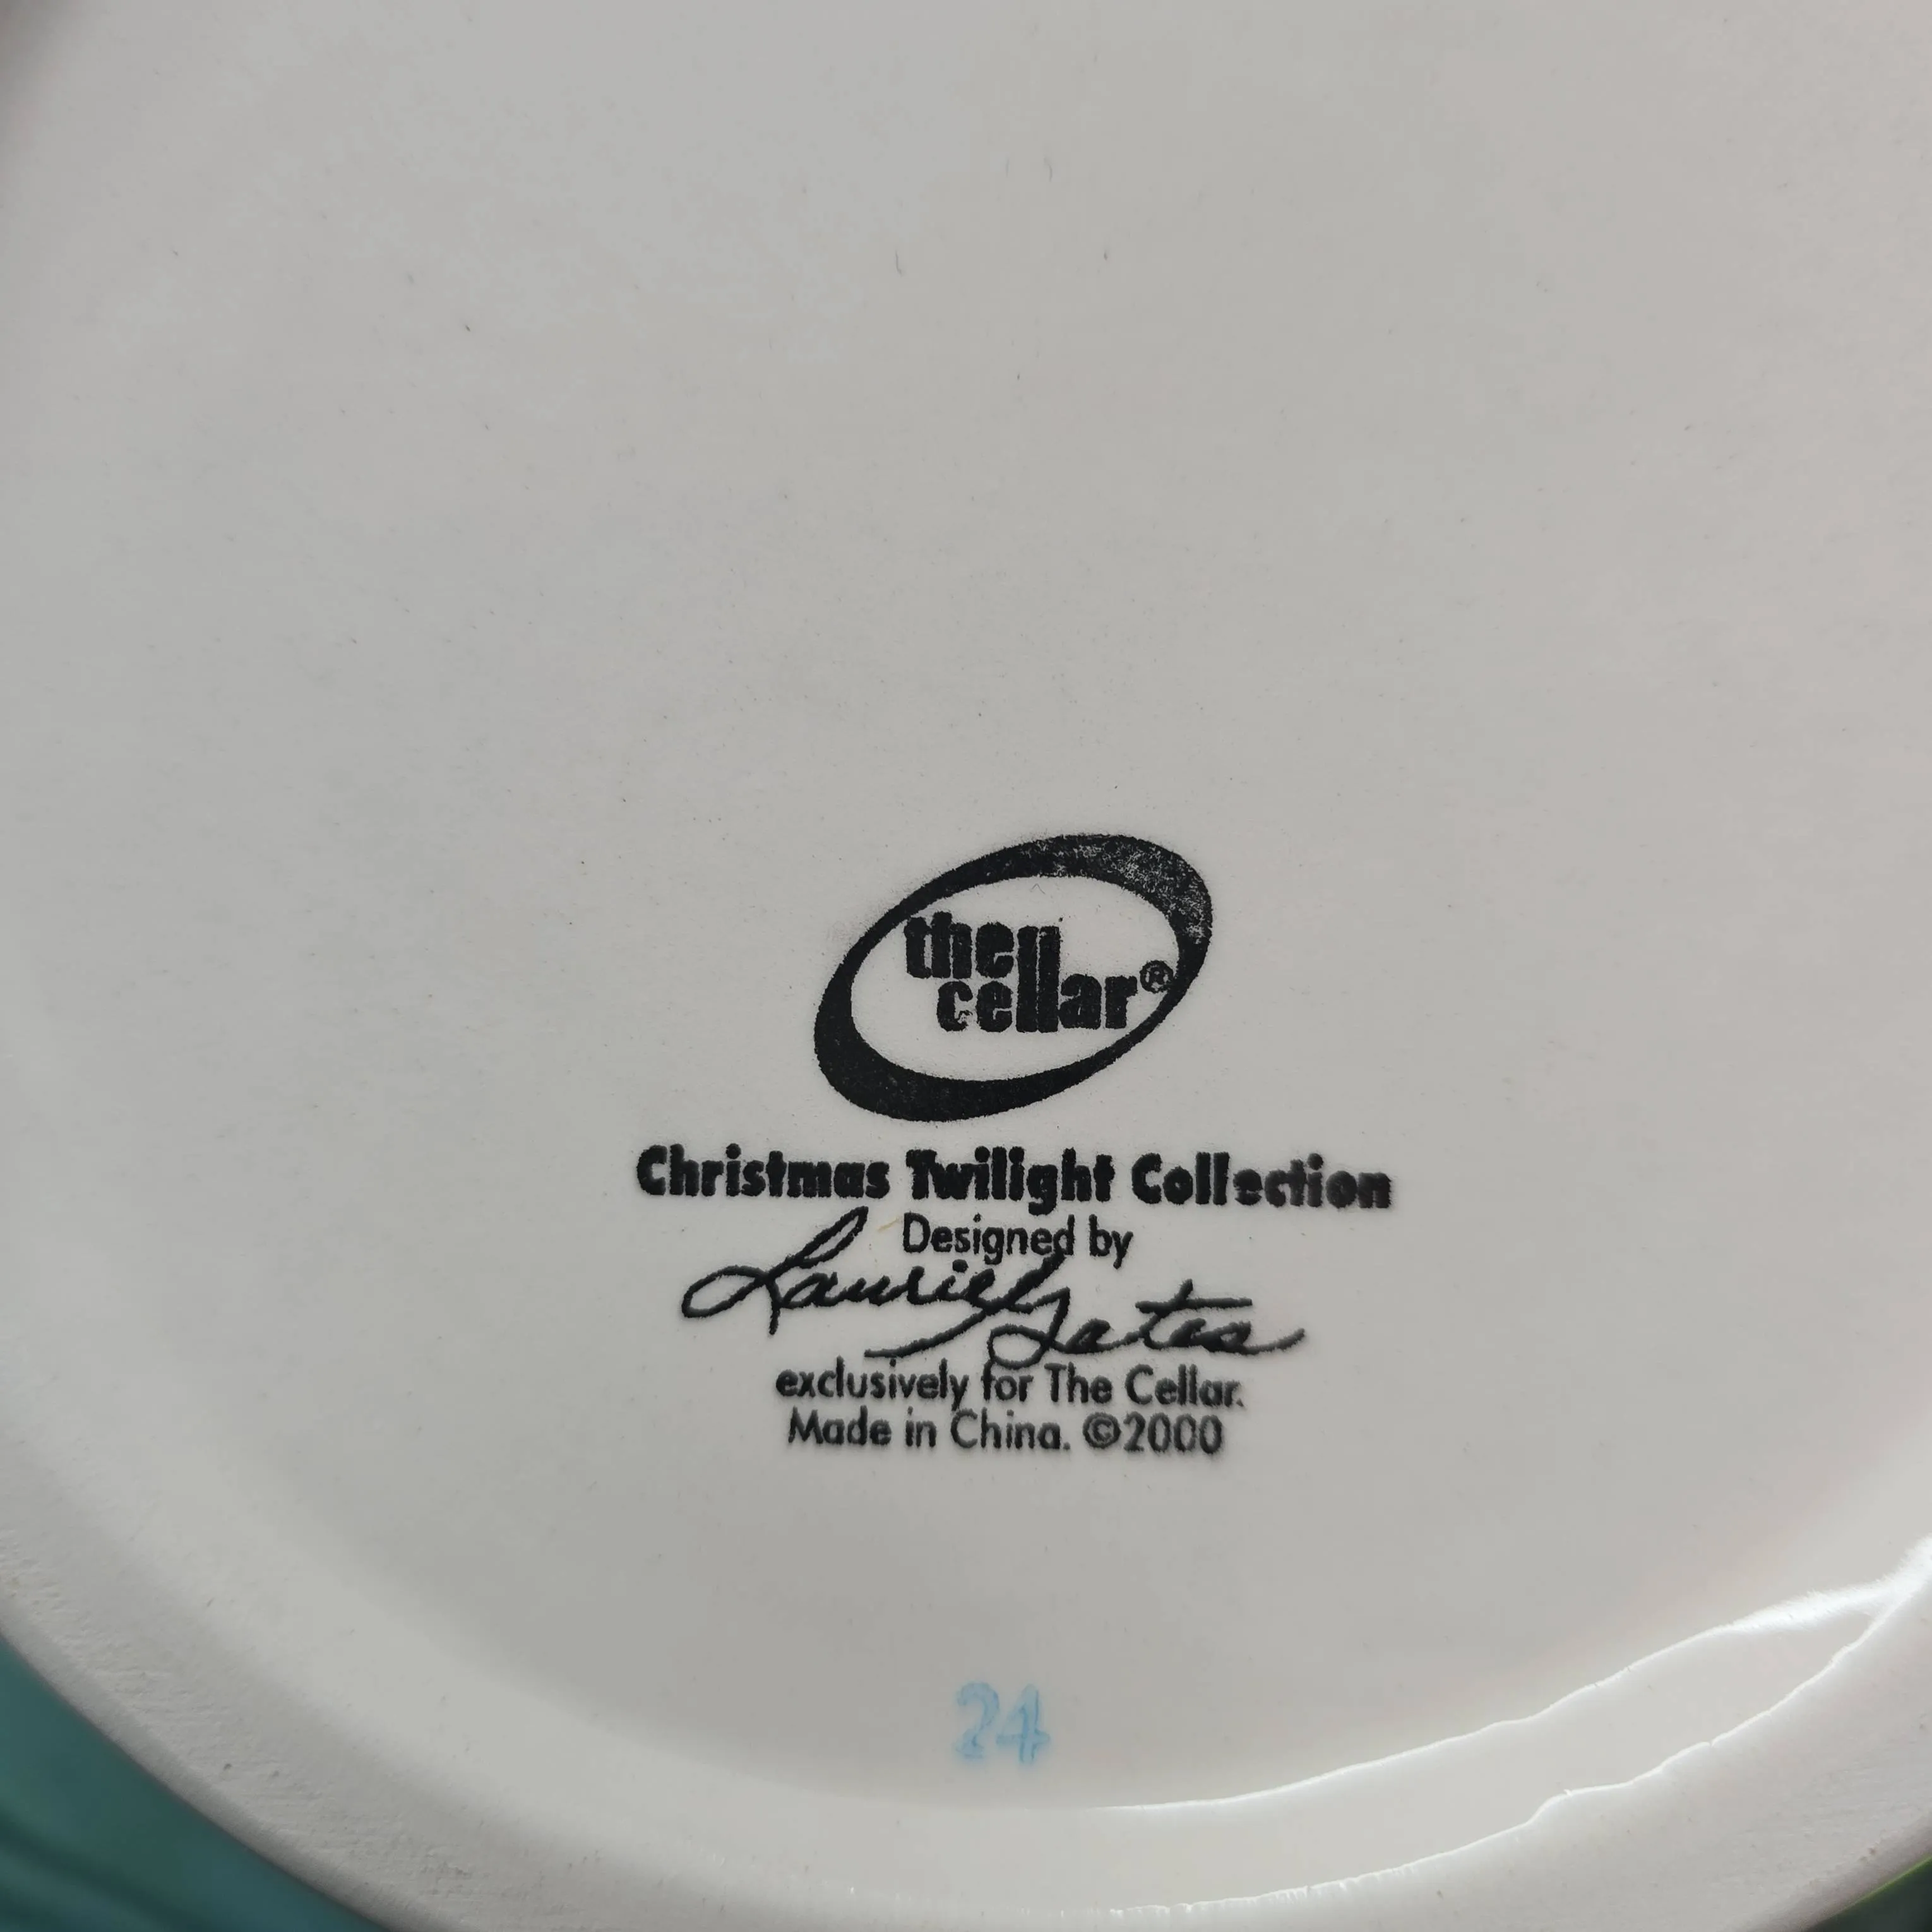 the
cellar®
Christmas Twilight Collection
Designed by
Laurie Gates
exclusively for The Cellar.
Made in China. ©2000
24